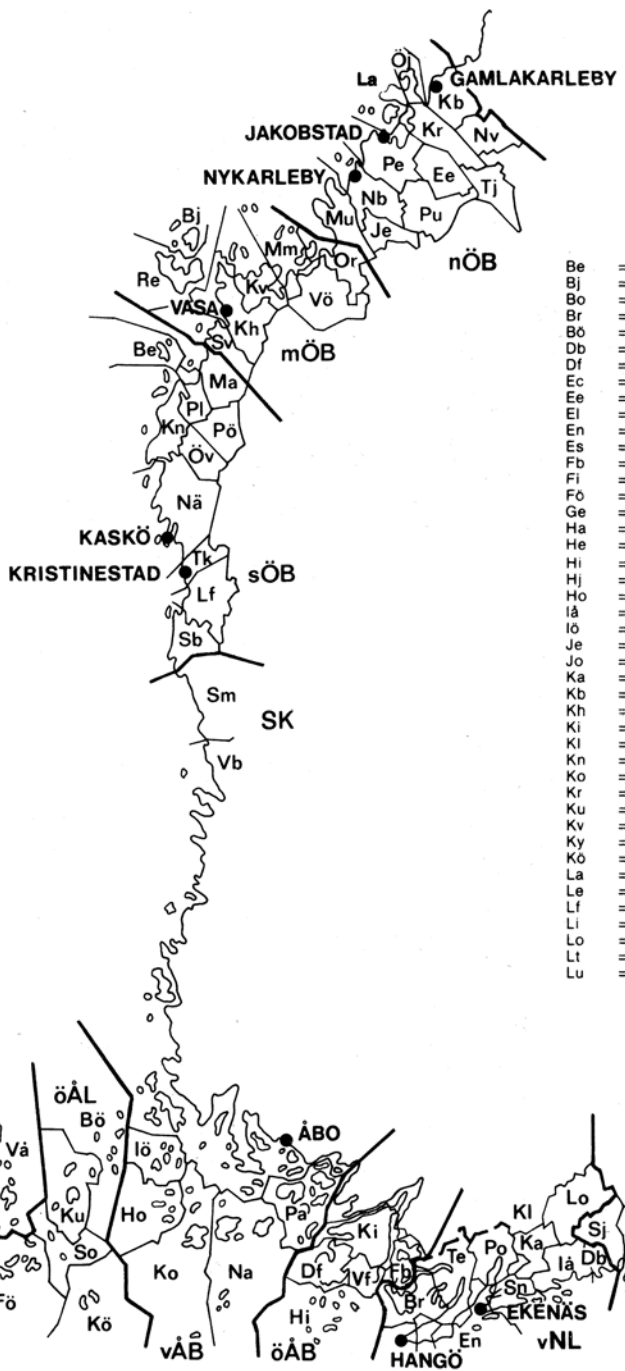 Öj
La
GAMLAKARLEBY
Kb
JAKOBSTAD
Kr
Nv
Pe
NYKARLEBY
Ee
Tj
Nb
Pu
Mu
Je
Bj
Mm
Or
nÖB
Re
Kv
Vö
VASA
Kh
Sv
mÖB
Be
Ma
Pl
Kn
Pö
Öv
Nä
KASKÖ
Tk
KRISTINESTAD
sÖB
Lf
Sb
Sm
SK
Vb
Be =
Bj =
Bo =
Br =
Bö =
Db =
Df =
Ec =
Ee =
El =
En =
Es =
Fb =
Fi =
Fö =
Ge =
Ha =
He =
Hi =
Hj =
Ho =
Iå =
Iö =
Je =
Jo =
Ka =
Kb =
Kh =
Ki =
Kl =
Kn =
Ko =
Kr =
Ku =
Kv =
Ky =
Kö =
La =
Le =
Lf =
Li =
Lo =
Lt =
Lu =
öÅL
Bö
ÅBO
Vå
Iö
Ku
Ho
Pa
Ki
Kl
Lo
Sj
So
Te
Po
Ka
Iå
Db
Fö
Ko
Na
Df
Vf
Fb
Sn
Kö
Hi
Br
EKENÄS
En
vNL
vÅB
öÅB
HANGÖ